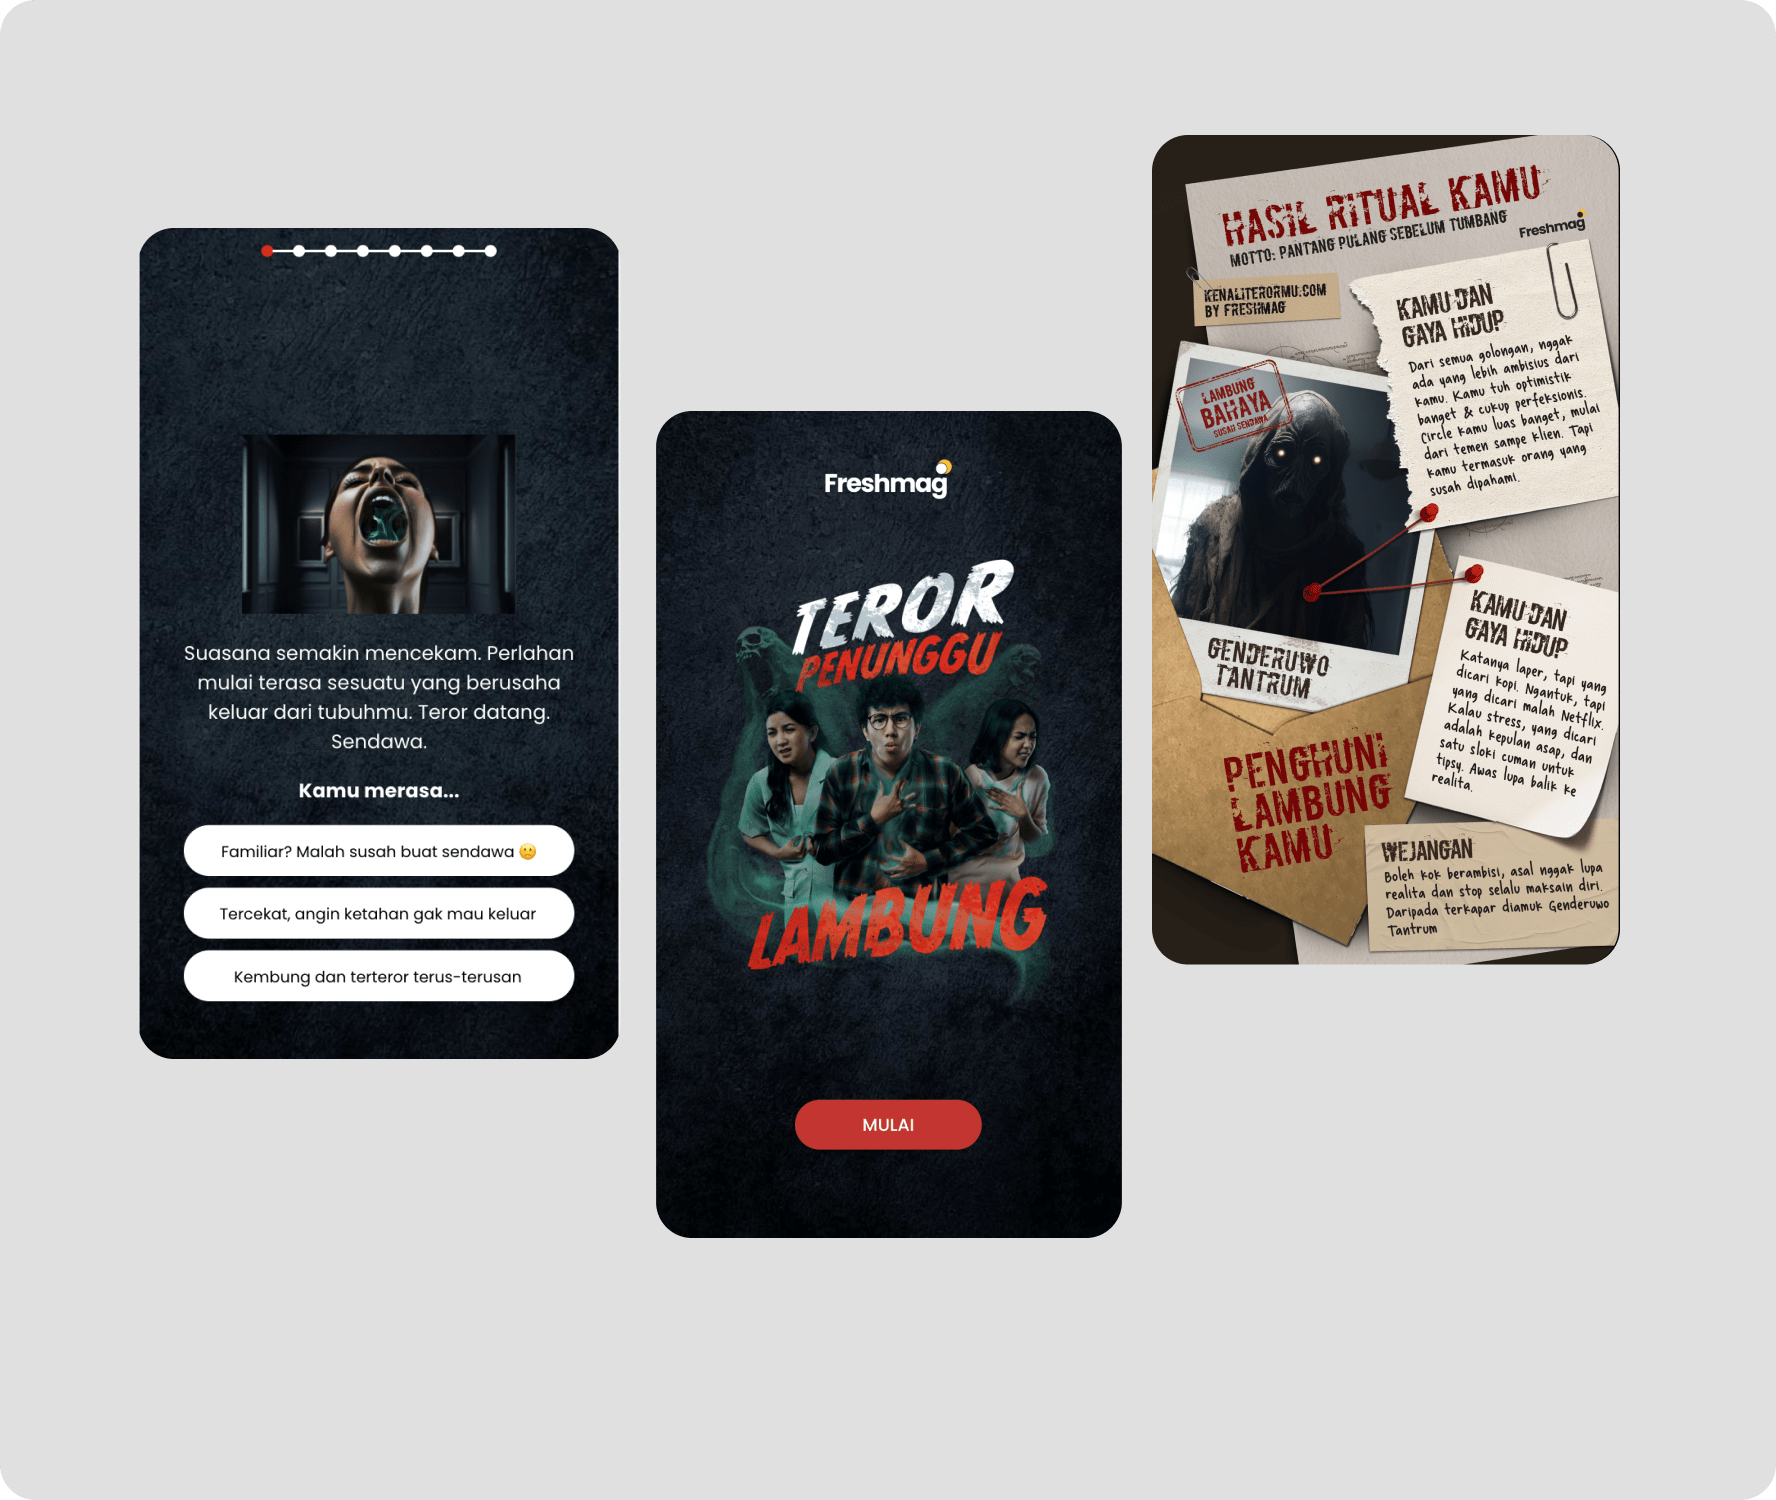 Suasana semakin mencekam. Perlahan
mulai terasa sesuatu yang berusaha
keluar dari tubuhmu. Teror datang.
Sendawa.
Kamu merasa...
Familiar? Malah susah buat sendawa 🙁
Tercekat, angin ketahan gak mau keluar
Kembung dan terteror terus-terusan
Freshmag
TEROR
PENUNGGU
LAMBUNG
MULAI
HASIL RITUAL KAMU
MOTTO: PANTANG PULANG SEBELUM TUMBANG
Freshmag
KENALITERORMU.COM
BY FRESHMAG
KAMU DAN
GAYA HIDUP
Dari semua golongan, nggak
ada yang lebih ambisius dari
kamu. Kamu tuh optimistik
banget & cukup perfeksionis.
Circle kamu luas banget, mulai
dari temen sampe klien. Tapi
kamu termasuk orang yang
susah dipahami.
LAMBUNG
BAHAYA
SUSAH SENDAWA
GENDERUWO
TANTRUM
KAMU DAN
GAYA HIDUP
Katanya laper, tapi yang
dicari kopi. Ngantuk, tapi
yang dicari malah Netflix.
Kalau stress, yang dicari
adalah kepulan asap, dan
satu sloki cuman untuk
tipsy. Awas lupa balik ke
realita.
PENGHUNI
LAMBUNG
KAMU
WEJANGAN
Boleh kok berambisi, asal nggak lupa
realita dan stop selalu maksain diri.
Daripada terkapar diamuk Genderuwo
Tantrum